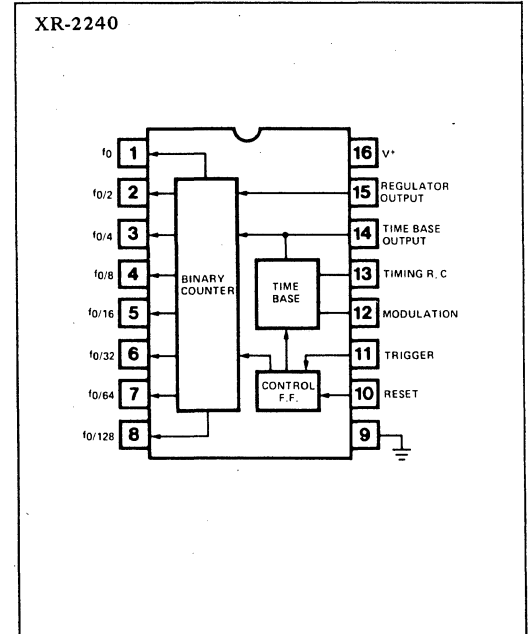 XR-2240
f0 1
16 V+
f0/2 2
15 REGULATOR OUTPUT
f0/4 3
14 TIME BASE OUTPUT
f0/8 4
BINARY COUNTER
TIME BASE
13 TIMING R, C
f0/16 5
12 MODULATION
f0/32 6
11 TRIGGER
f0/64 7
CONTROL F.F.
10 RESET
f0/128 8
9